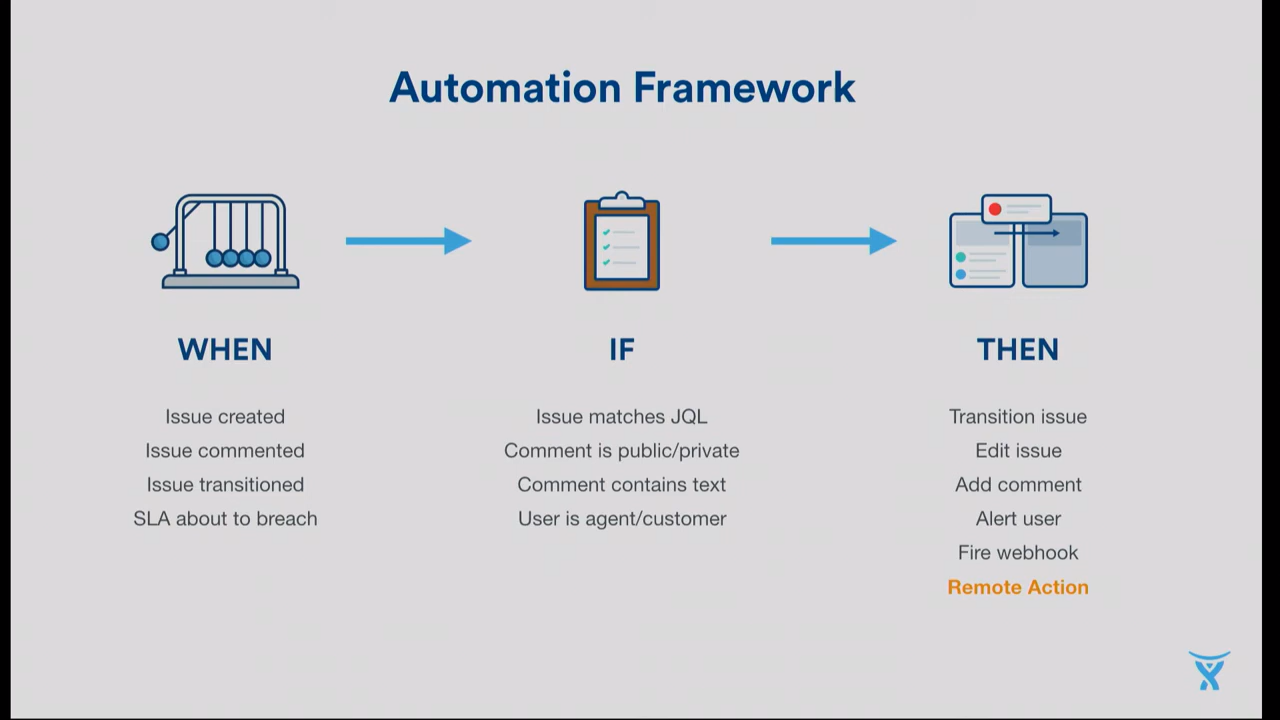 Automation Framework
WHEN
Issue created
Issue commented
Issue transitioned
SLA about to breach
IF
Issue matches JQL
Comment is public/private
Comment contains text
User is agent/customer
THEN
Transition issue
Edit issue
Add comment
Alert user
Fire webhook
Remote Action